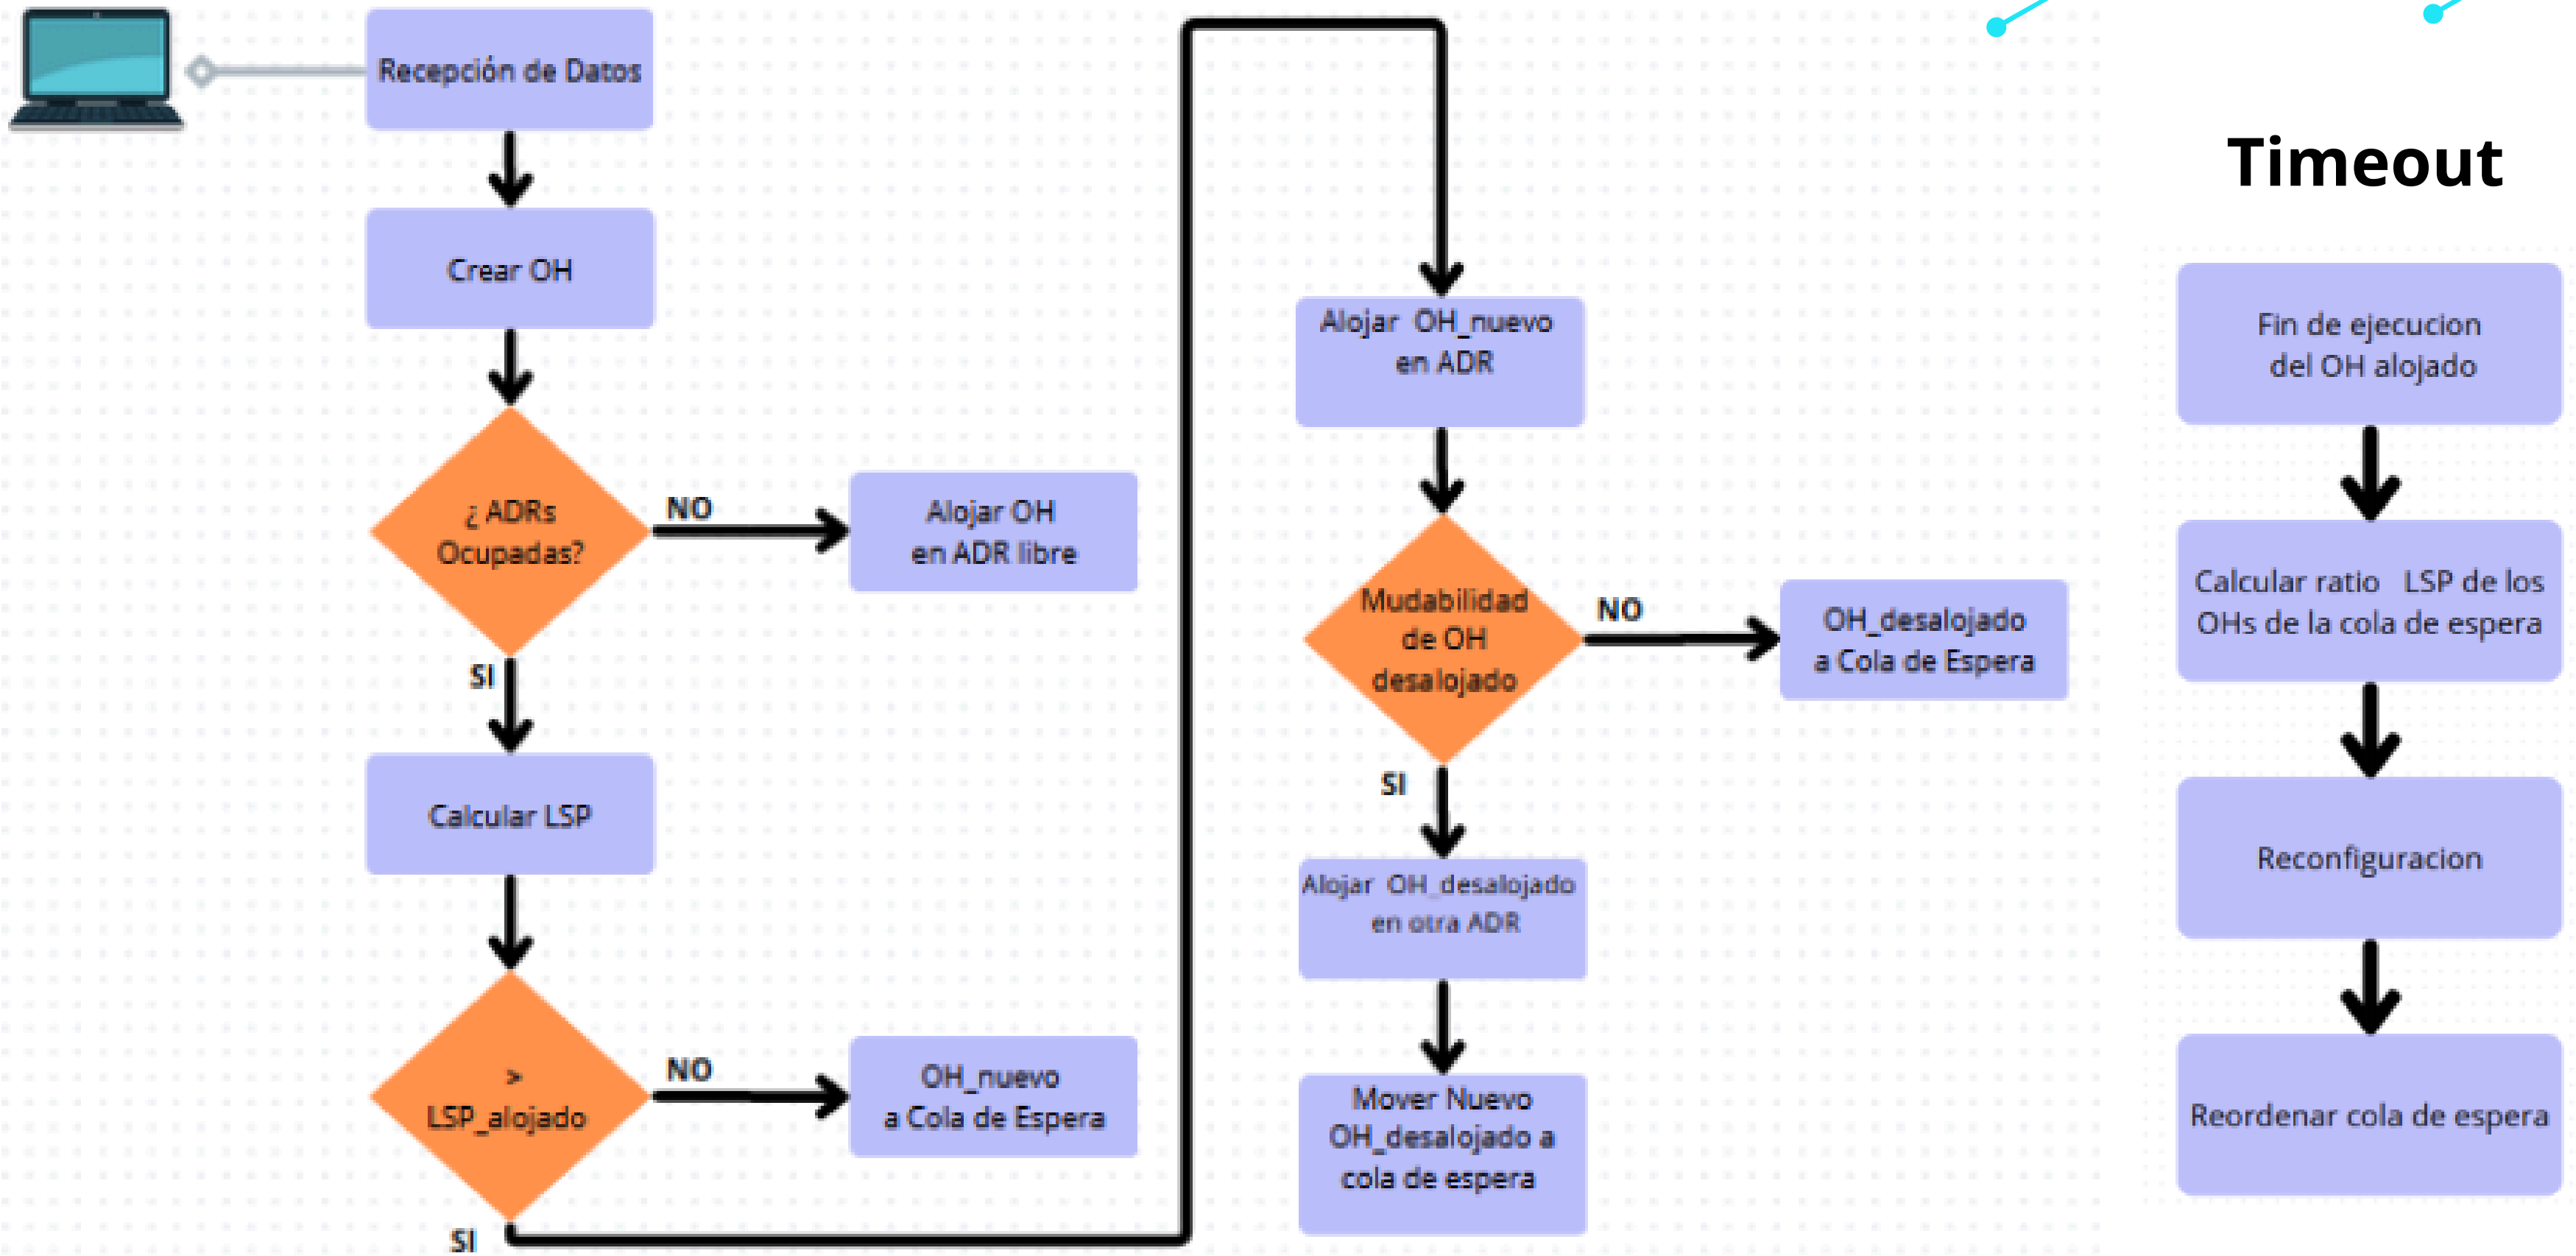 Recepción de Datos
Crear OH
¿ ADRs
Ocupadas?
NO
Alojar OH
en ADR libre
SI
Calcular LSP
>
LSP_alojado
NO
OH_nuevo
a Cola de Espera
SI
Alojar OH_nuevo
en ADR
Mudabilidad
de OH
desalojado
NO
OH_desalojado
a Cola de Espera
SI
Alojar OH_desalojado
en otra ADR
Mover Nuevo
OH_desalojado a
cola de espera
Timeout
Fin de ejecucion
del OH alojado
Calcular ratio LSP de los
OHs de la cola de espera
Reconfiguracion
Reordenar cola de espera